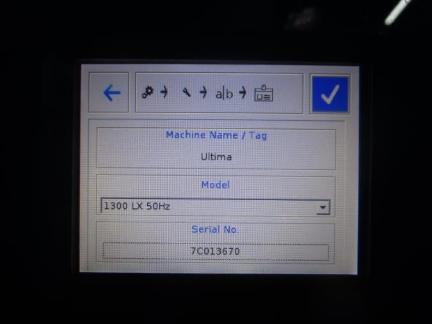 a|b
Machine Name / Tag
Ultima
Model
1300 LX 50Hz
Serial No.
7C013670